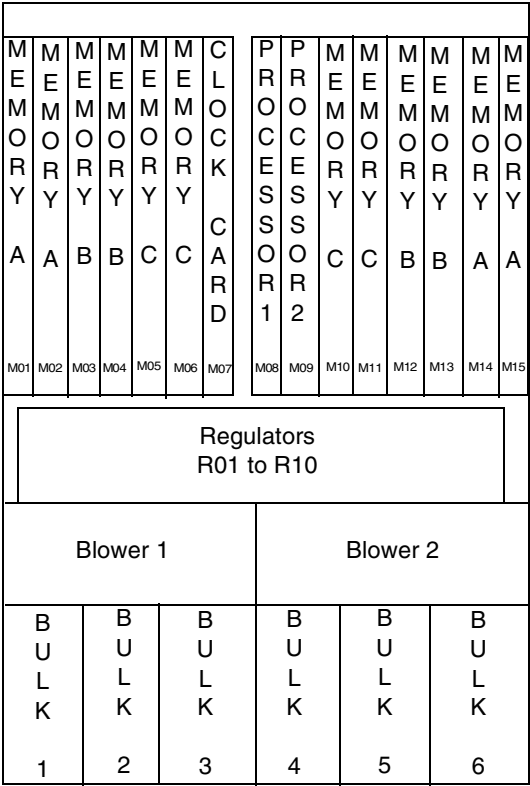 MEMORY A M01
MEMORY A M02
MEMORY B M03
MEMORY B M04
MEMORY C M05
MEMORY C M06
CLOCK CARD M07
PROCESSOR 1 M08
PROCESSOR 2 M09
MEMORY C M10
MEMORY C M11
MEMORY B M12
MEMORY B M13
MEMORY A M14
MEMORY A M15
Regulators
R01 to R10
Blower 1
Blower 2
BULK 1
BULK 2
BULK 3
BULK 4
BULK 5
BULK 6